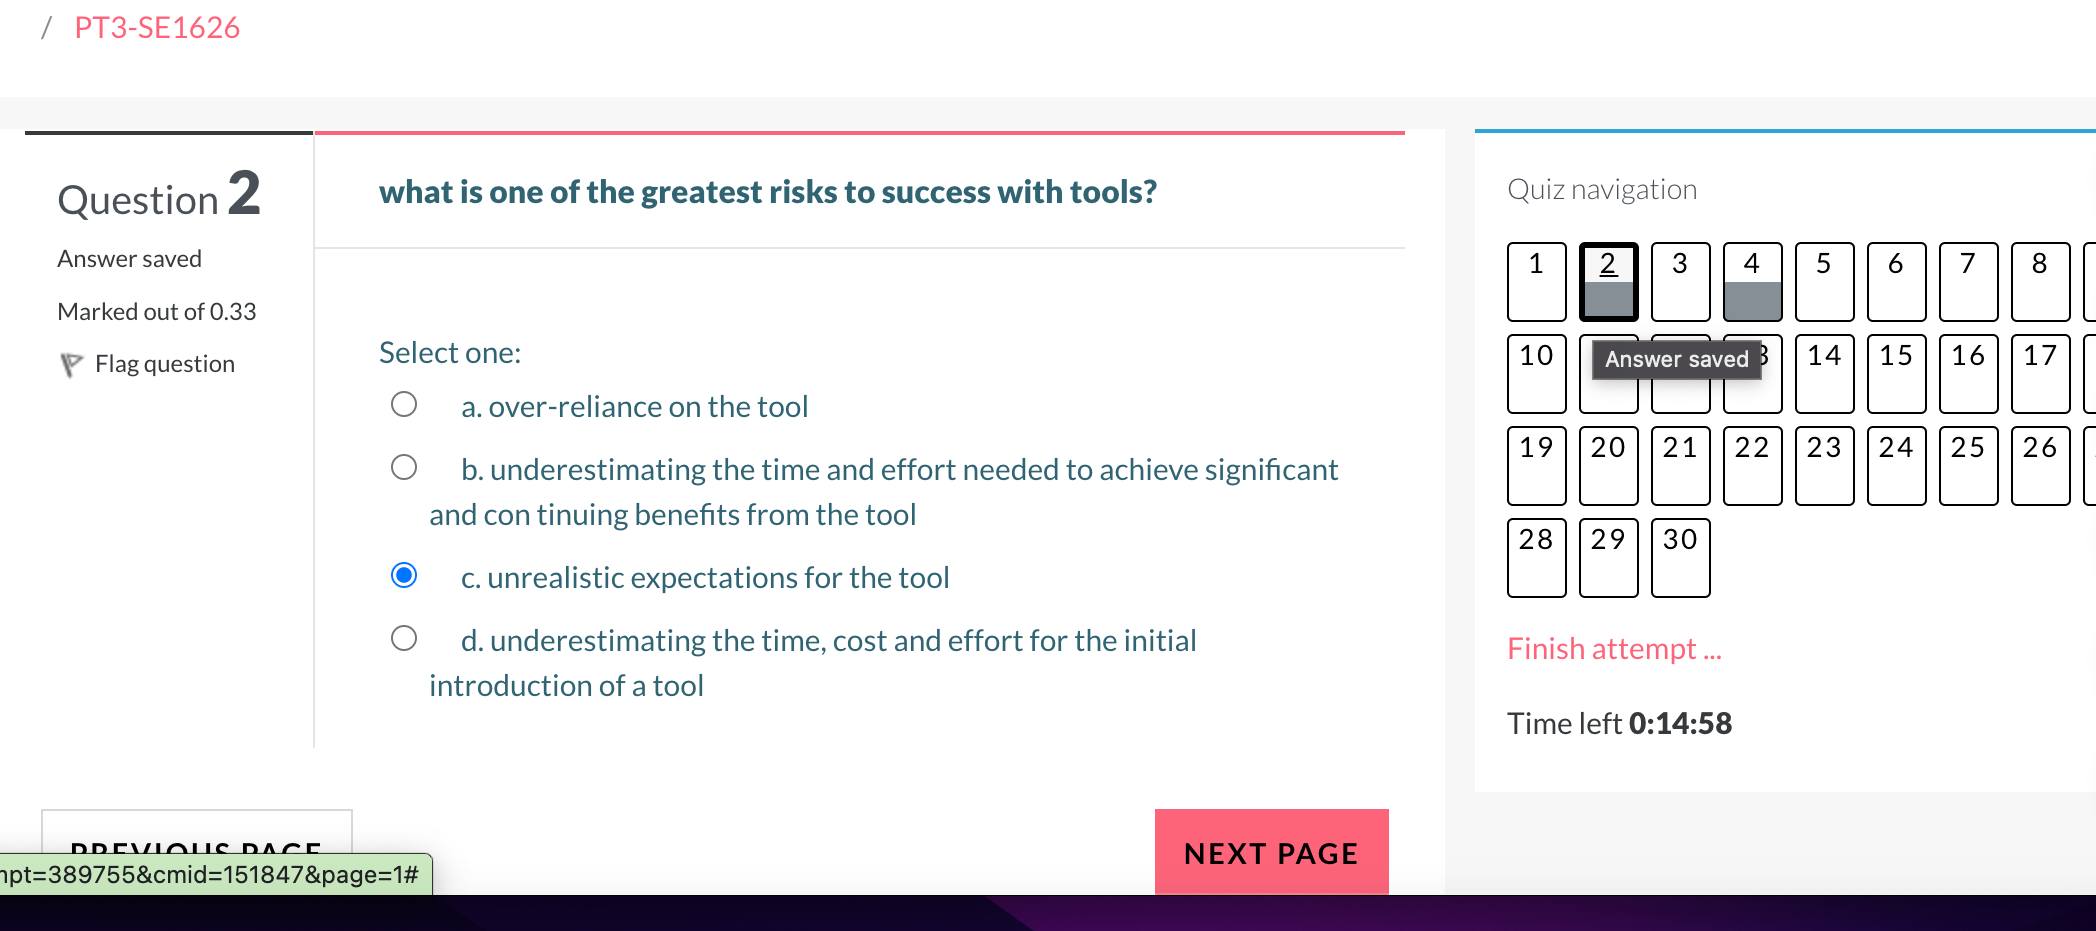 / PT3-SE1626
Question 2
Answer saved
Marked out of 0.33
Flag question
what is one of the greatest risks to success with tools?
Select one:
a. over-reliance on the tool
b. underestimating the time and effort needed to achieve significant
and con tinuing benefits from the tool
c. unrealistic expectations for the tool
d. underestimating the time, cost and effort for the initial
introduction of a tool
PREVIOUS PAGE
NEXT PAGE
mpt=389755&cmid=151847&page=1#
Quiz navigation
1 2 3 4 5 6 7 8
10 14 15 16 17
Answer saved
19 20 21 22 23 24 25 26
28 29 30
Finish attempt ...
Time left 0:14:58